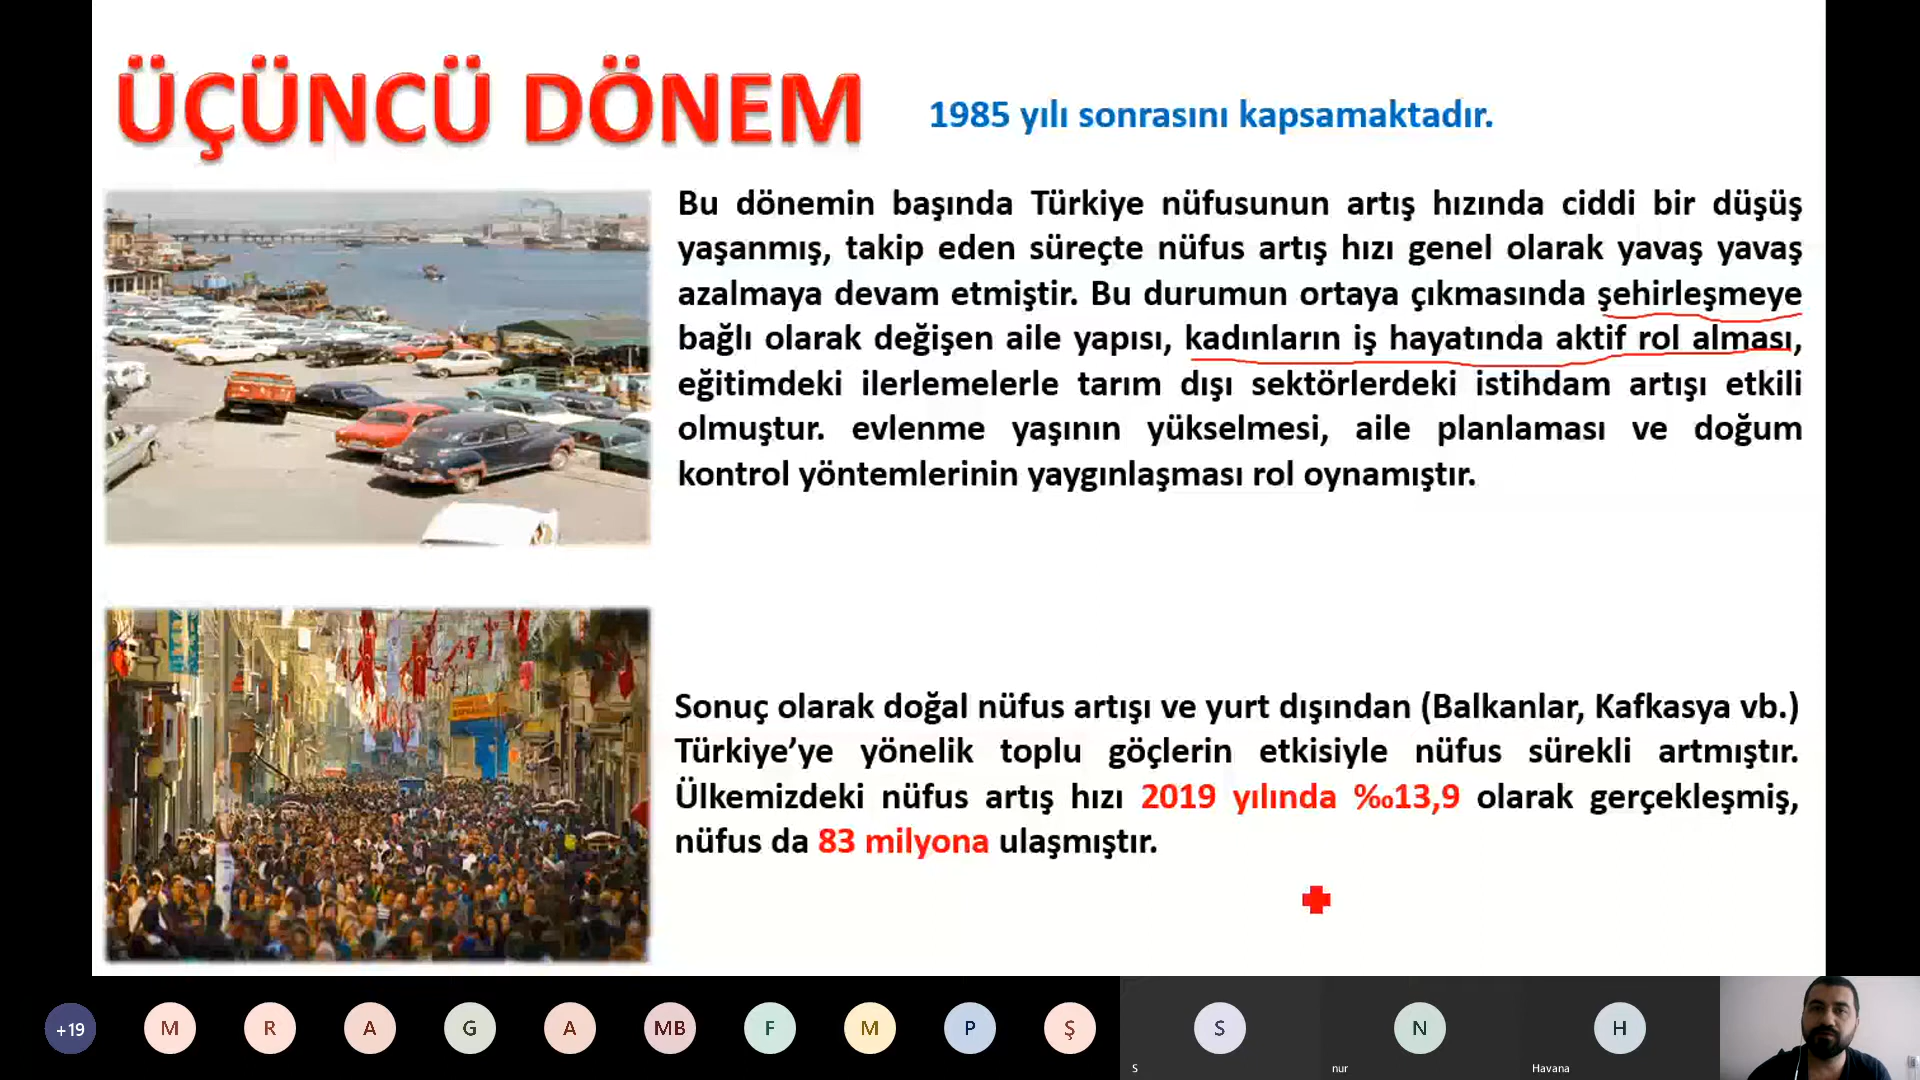 ÜÇÜNCÜ DÖNEM
1985 yılı sonrasını kapsamaktadır.
Bu dönemin başında Türkiye nüfusunun artış hızında ciddi bir düşüş
yaşanmış, takip eden süreçte nüfus artış hızı genel olarak yavaş yavaş
azalmaya devam etmiştir. Bu durumun ortaya çıkmasında şehirleşmeye
bağlı olarak değişen aile yapısı, kadınların iş hayatında aktif rol alması,
eğitimdeki ilerlemelerle tarım dışı sektörlerdeki istihdam artışı etkili
olmuştur. evlenme yaşının yükselmesi, aile planlaması ve doğum
kontrol yöntemlerinin yaygınlaşması rol oynamıştır.
Sonuç olarak doğal nüfus artışı ve yurt dışından (Balkanlar, Kafkasya vb.)
Türkiye’ye yönelik toplu göçlerin etkisiyle nüfus sürekli artmıştır.
Ülkemizdeki nüfus artış hızı 2019 yılında ‰13,9 olarak gerçekleşmiş,
nüfus da 83 milyona ulaşmıştır.
+19
M
R
A
G
A
MB
F
M
P
Ş
S
N
H
S
nur
Havana